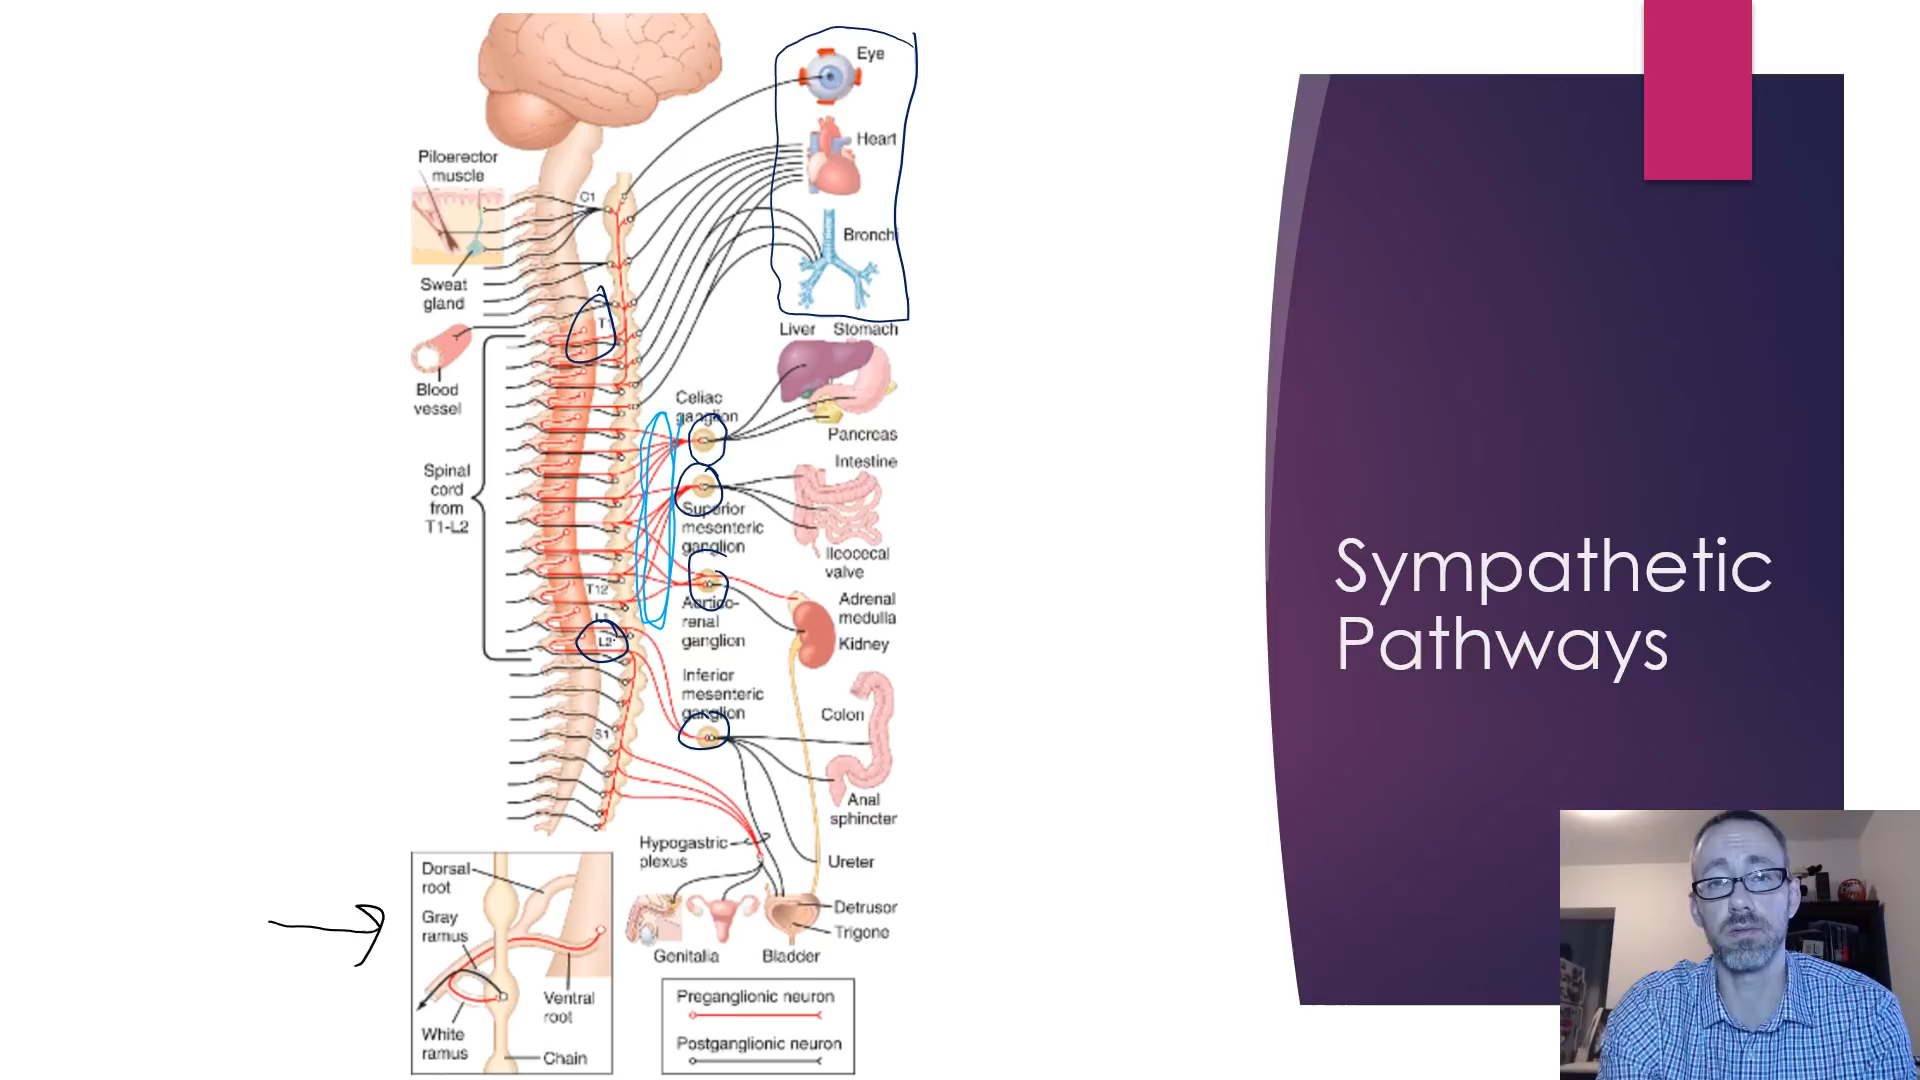 Eye
Heart
Bronchi
Piloerector
muscle
C1
Sweat
gland
T1
Blood
vessel
Liver Stomach
Celiac
ganglion
Pancreas
Intestine
Spinal
cord
from
T1-L2
Superior
mesenteric
ganglion
Ileocecal
valve
T12
L1
L2
Aortico-
renal
ganglion
Adrenal
medulla
Kidney
Inferior
mesenteric
ganglion
Colon
S1
Anal
sphincter
Hypogastric
plexus
Ureter
Detrusor
Trigone
Genitalia
Bladder
Dorsal
root
Gray
ramus
Ventral
root
White
ramus
Chain
Preganglionic neuron
Postganglionic neuron
Sympathetic
Pathways